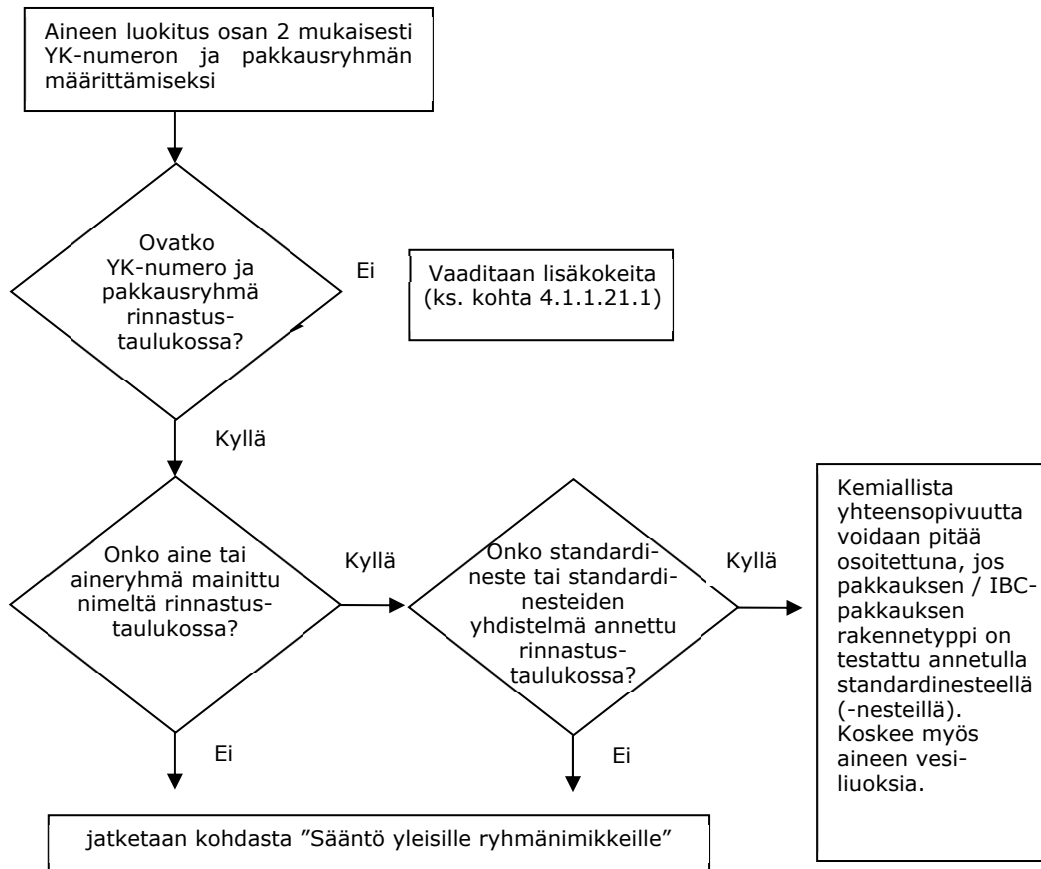 Aineen luokitus osan 2 mukaisesti
YK-numeron ja pakkausryhmän
määrittämiseksi
Ovatko
YK-numero ja
pakkausryhmä
rinnastus-
taulukossa?
Ei
Vaaditaan lisäkokeita
(ks. kohta 4.1.1.21.1)
Kyllä
Onko aine tai
aineryhmä mainittu
nimeltä rinnastus-
taulukossa?
Kyllä
Onko standardi-
neste tai standardi-
nesteiden
yhdistelmä annettu
rinnastus-
taulukossa?
Kyllä
Kemiallista
yhteensopivuutta
voidaan pitää
osoitettuna, jos
pakkauksen / IBC-
pakkauksen
rakennetyppi on
testattu annetulla
standardinesteellä
(-nesteillä).
Koskee myös
aineen vesi-
liuoksia.
Ei
Ei
jatketaan kohdasta ”Sääntö yleisille ryhmänimikkeille”